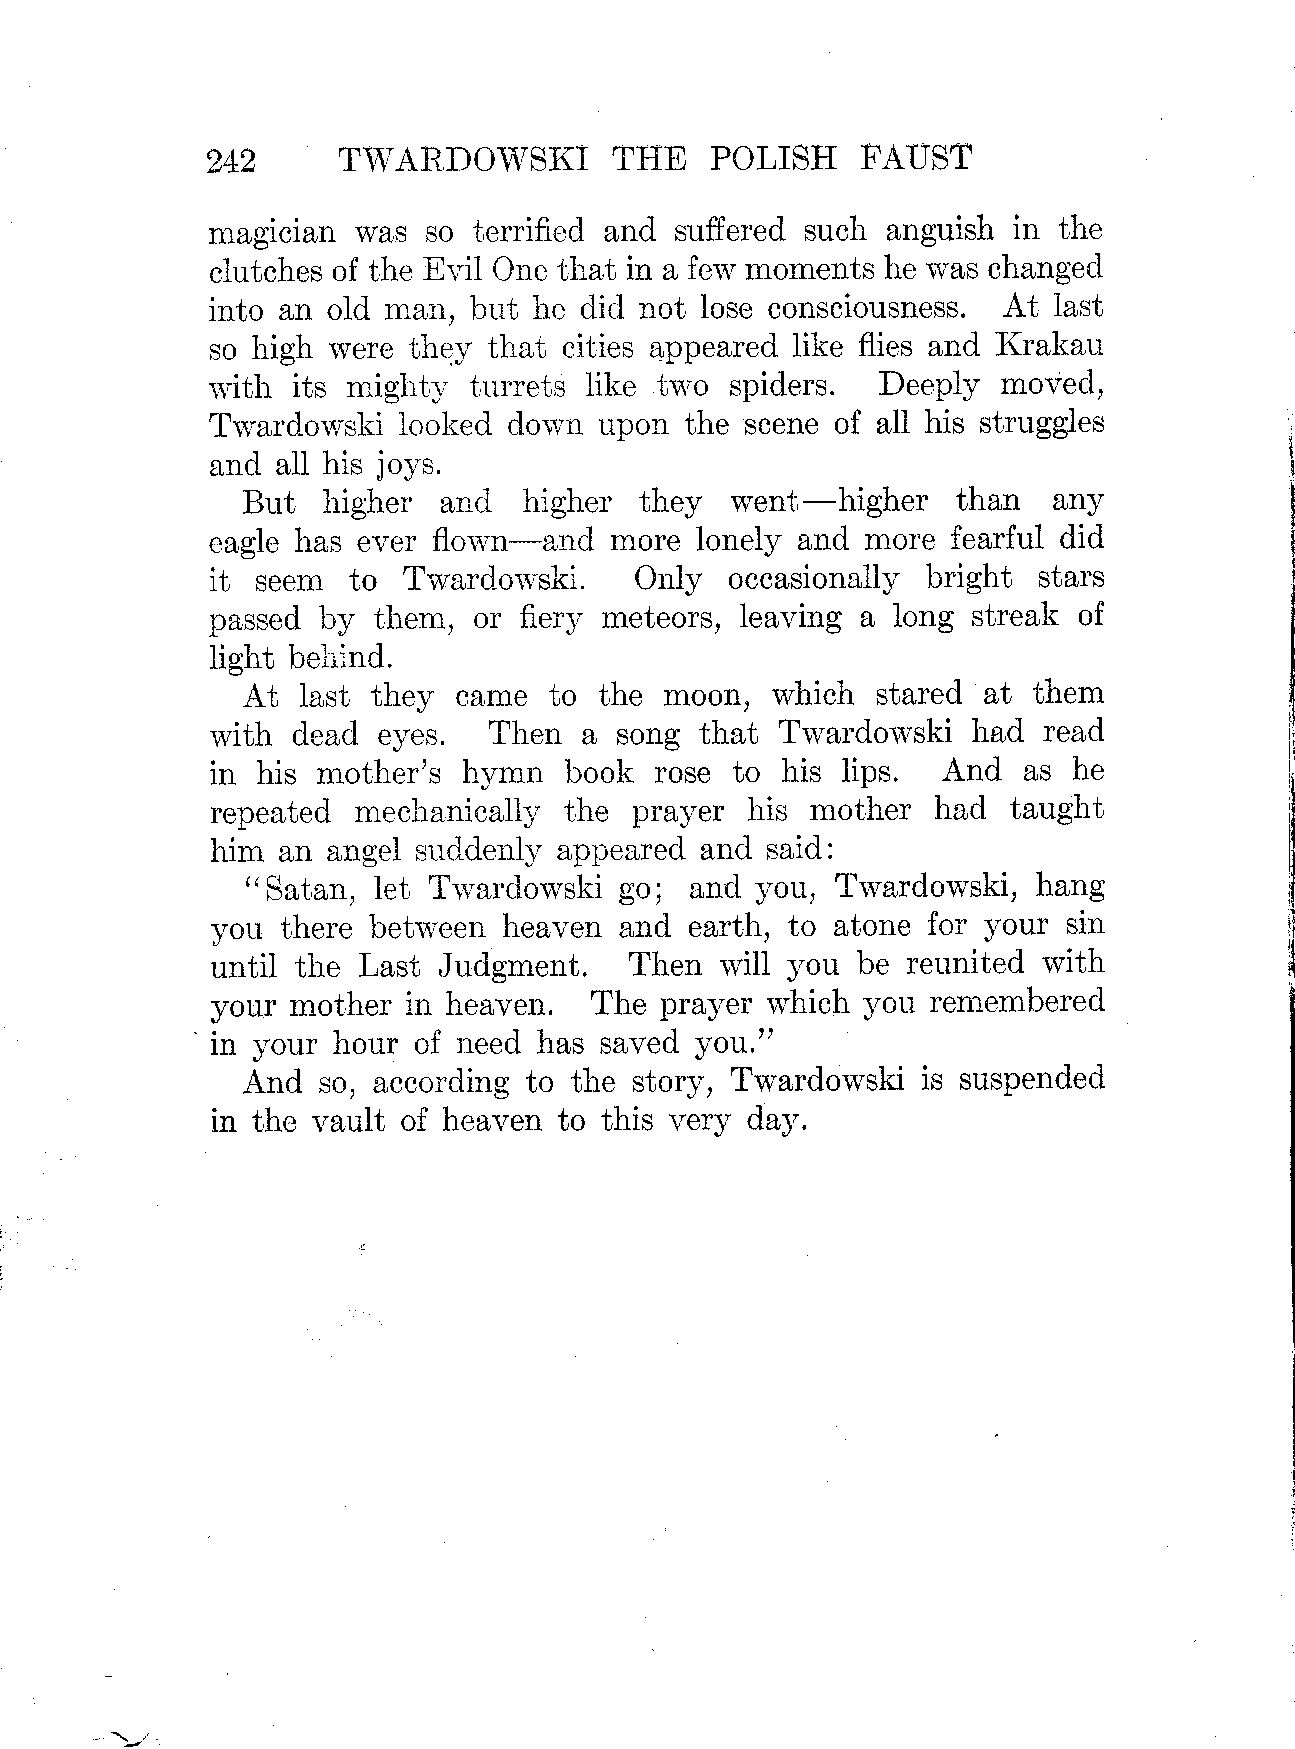 242 TWARDOWSKI THE POLISH FAUST
magician was so terrified and suffered such anguish in the
clutches of the Evil One that in a few moments he was changed
into an old man, but he did not lose consciousness. At last
so high were they that cities appeared like flies and Krakau
with its mighty turrets like two spiders. Deeply moved,
Twardowski looked down upon the scene of all his struggles
and all his joys.
But higher and higher they went—higher than any
eagle has ever flown—and more lonely and more fearful did
it seem to Twardowski. Only occasionally bright stars
passed by them, or fiery meteors, leaving a long streak of
light behind.
At last they came to the moon, which stared at them
with dead eyes. Then a song that Twardowski had read
in his mother's hymn book rose to his lips. And as he
repeated mechanically the prayer his mother had taught
him an angel suddenly appeared and said:
"Satan, let Twardowski go; and you, Twardowski, hang
you there between heaven and earth, to atone for your sin
until the Last Judgment. Then will you be reunited with
your mother in heaven. The prayer which you remembered
in your hour of need has saved you."
And so, according to the story, Twardowski is suspended
in the vault of heaven to this very day.